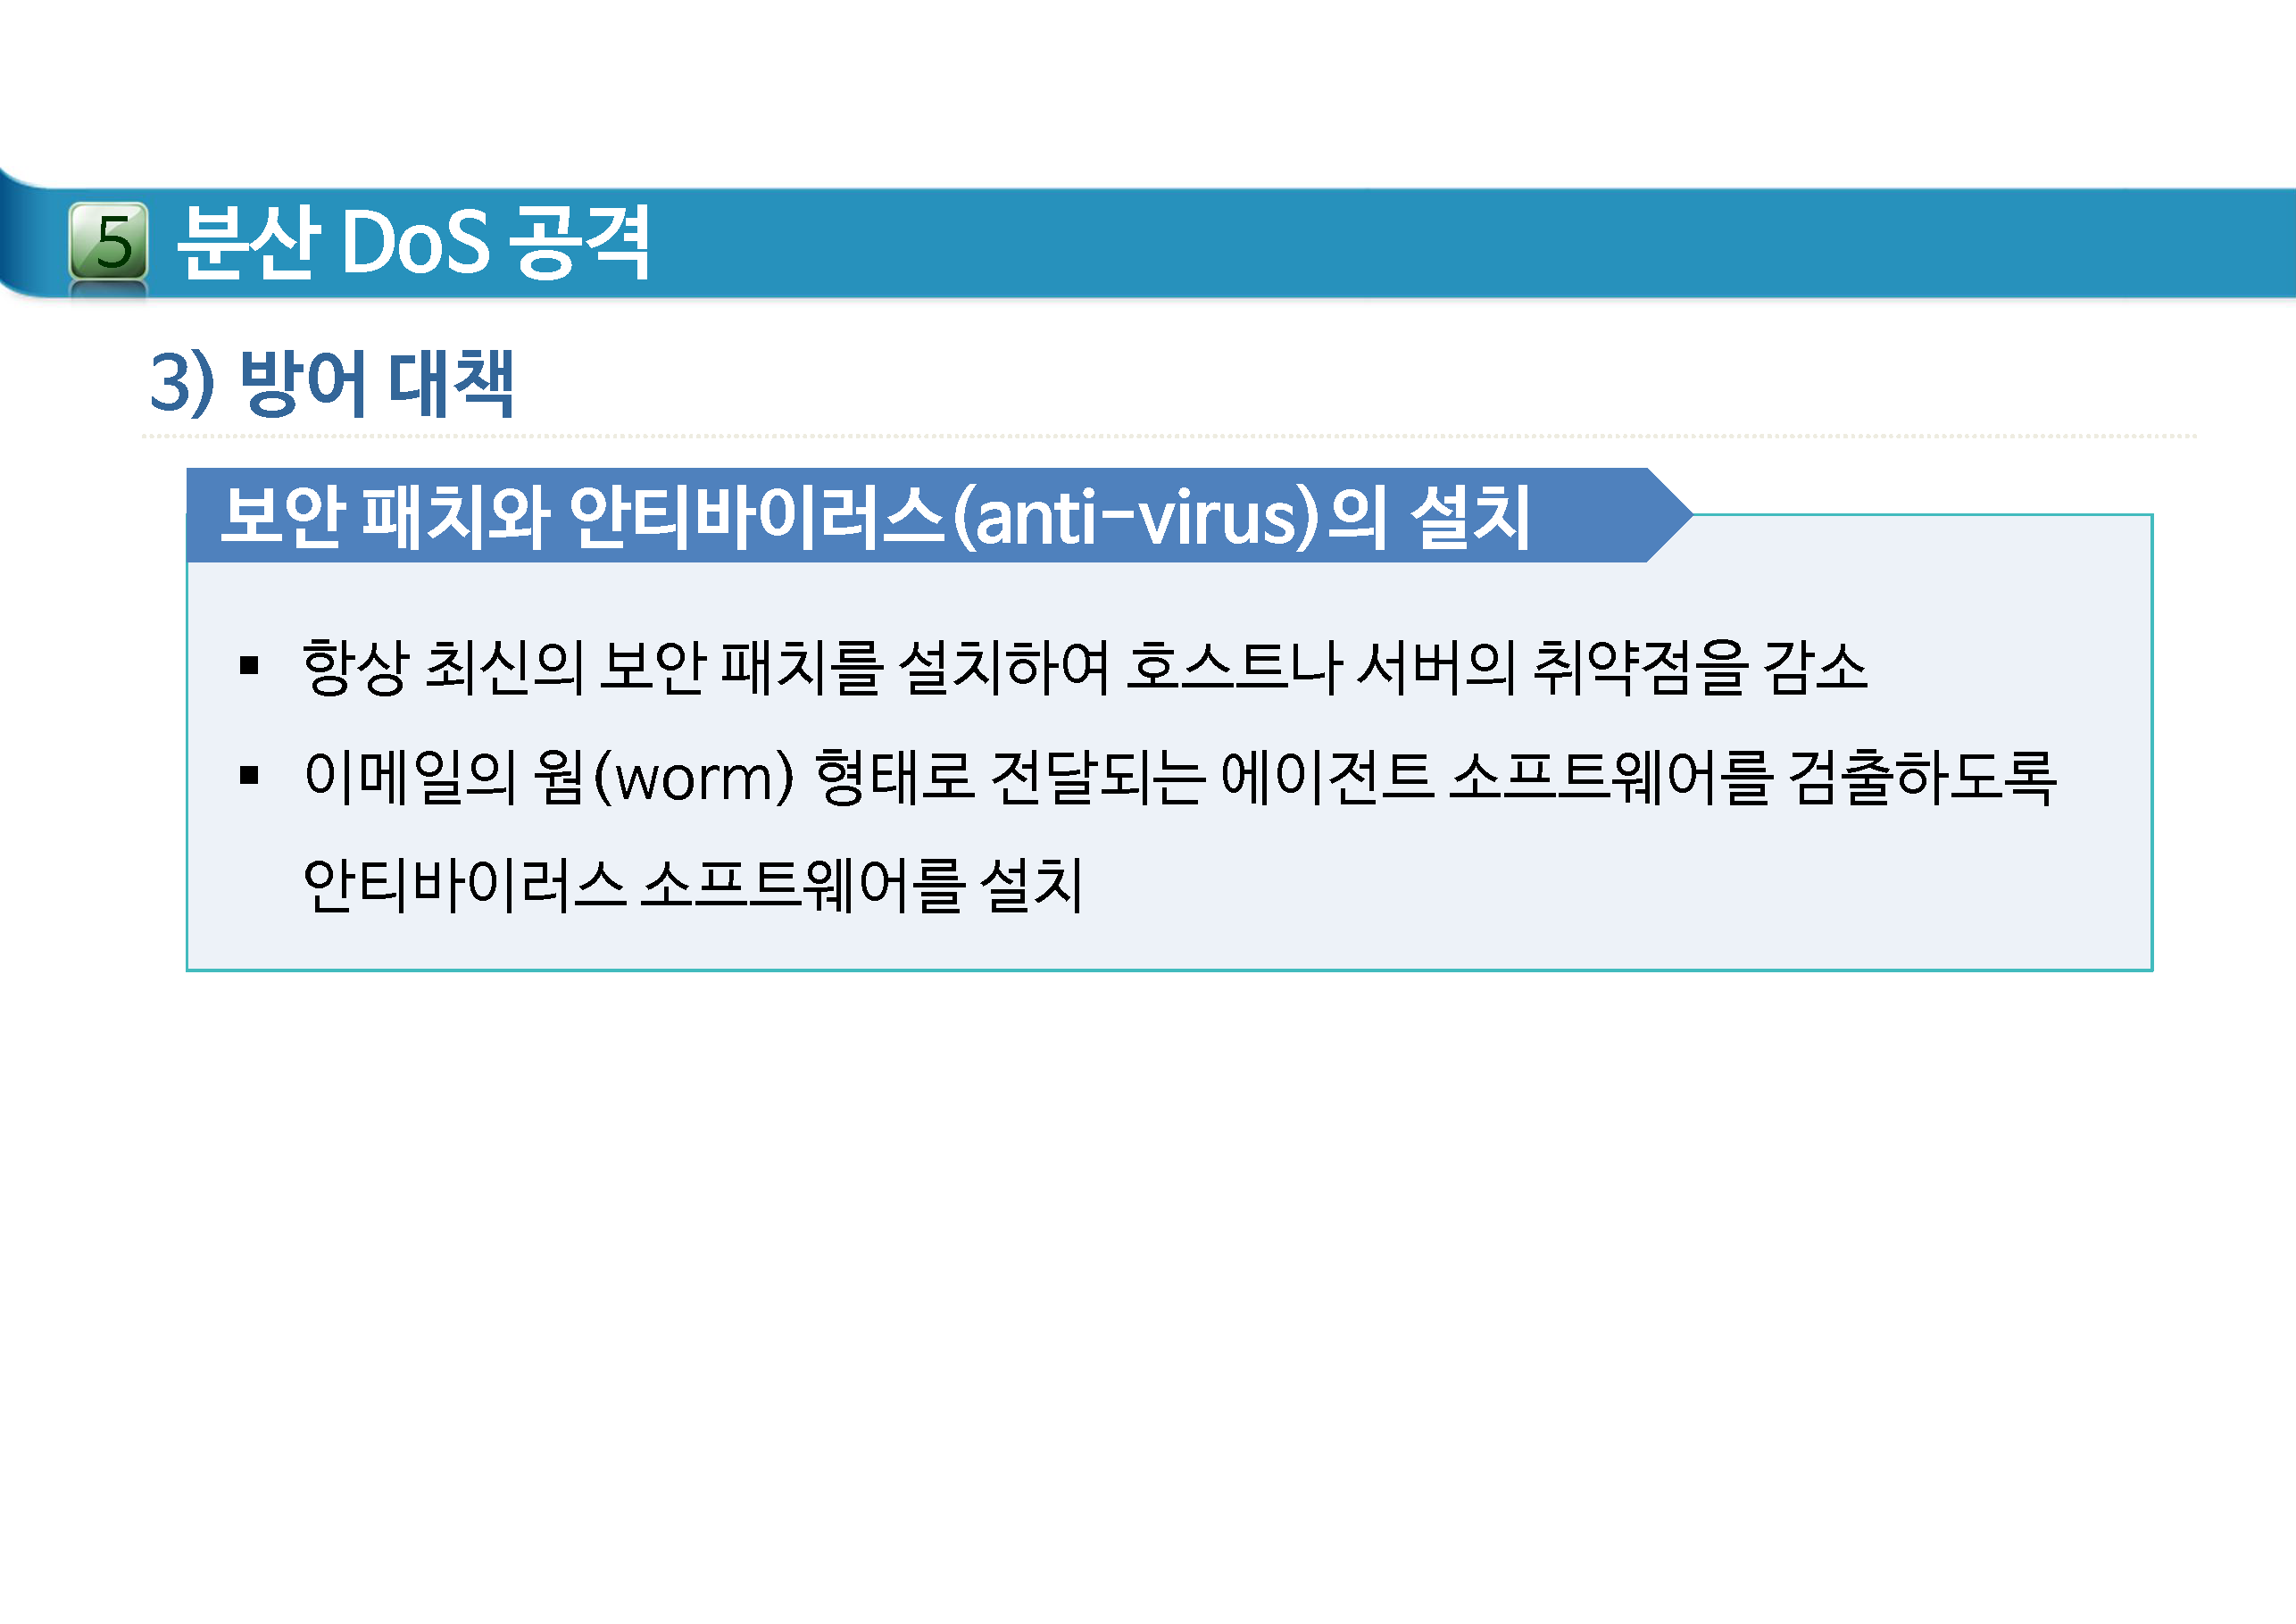 5 분산 DoS 공격
3) 방어 대책
보안 패치와 안티바이러스(anti-virus)의 설치
▪ 항상 최신의 보안 패치를 설치하여 호스트나 서버의 취약점을 감소
▪ 이메일의 웜(worm) 형태로 전달되는 에이전트 소프트웨어를 검출하도록
안티바이러스 소프트웨어를 설치